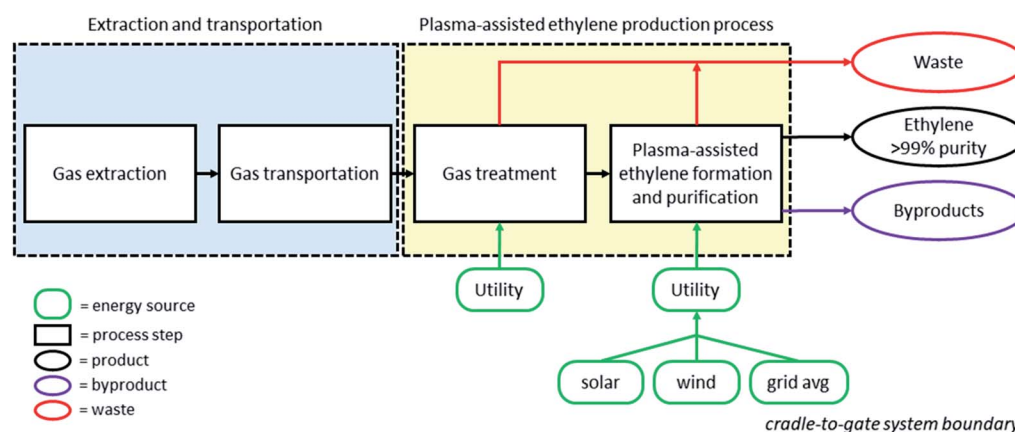 Extraction and transportation
Plasma-assisted ethylene production process
Gas extraction
Gas transportation
Gas treatment
Plasma-assisted
ethylene formation
and purification
Waste
Ethylene
>99% purity
Byproducts
Utility
Utility
solar
wind
grid avg
= energy source
= process step
= product
= byproduct
= waste
cradle-to-gate system boundary